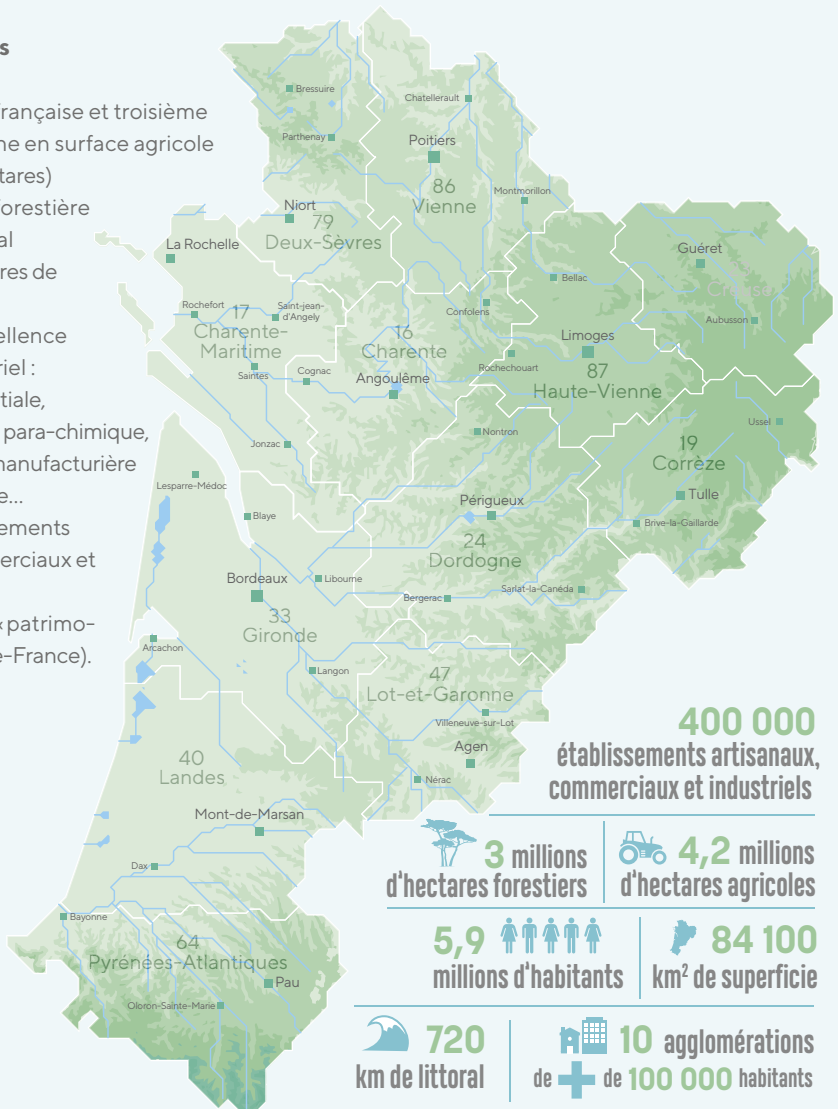 s
française et troisième
ne en surface agricole
tares)
forestière
al
res de
ellence
riel :
tiale,
para-chimique,
manufacturière
e...
sements
merciaux et
« patrimo-
e-France).
Bressuire
Chatellerault
Parthenay
Poitiers
86
Vienne
Montmorillon
Niort
79
Deux-Sèvres
La Rochelle
Guéret
Bellac
Rochefort
17
Charente-
Maritime
Saint-jean-
d'Angely
Confolens
Aubusson
16
Charente
Limoges
Saintes
Cognac
Angoulême
Rochechouart
87
Haute-Vienne
Jonzac
Nontron
Ussel
19
Corrèze
Lesparre-Médoc
Périgueux
Tulle
Blaye
Brive-la-Gaillarde
24
Dordogne
Bordeaux
Libourne
Bergerac
Sarlat-la-Canéda
33
Gironde
Arcachon
Langon
47
Lot-et-Garonne
Villeneuve-sur-Lot
Agen
40
Landes
Nérac
Mont-de-Marsan
Dax
Bayonne
64
Pyrénées-Atlantiques
Pau
Oloron-Sainte-Marie
400 000
établissements artisanaux,
commerciaux et industriels
3 millions
d'hectares forestiers
4,2 millions
d'hectares agricoles
5,9
millions d'habitants
84 100
km² de superficie
720
km de littoral
10 agglomérations
de + de 100 000 habitants